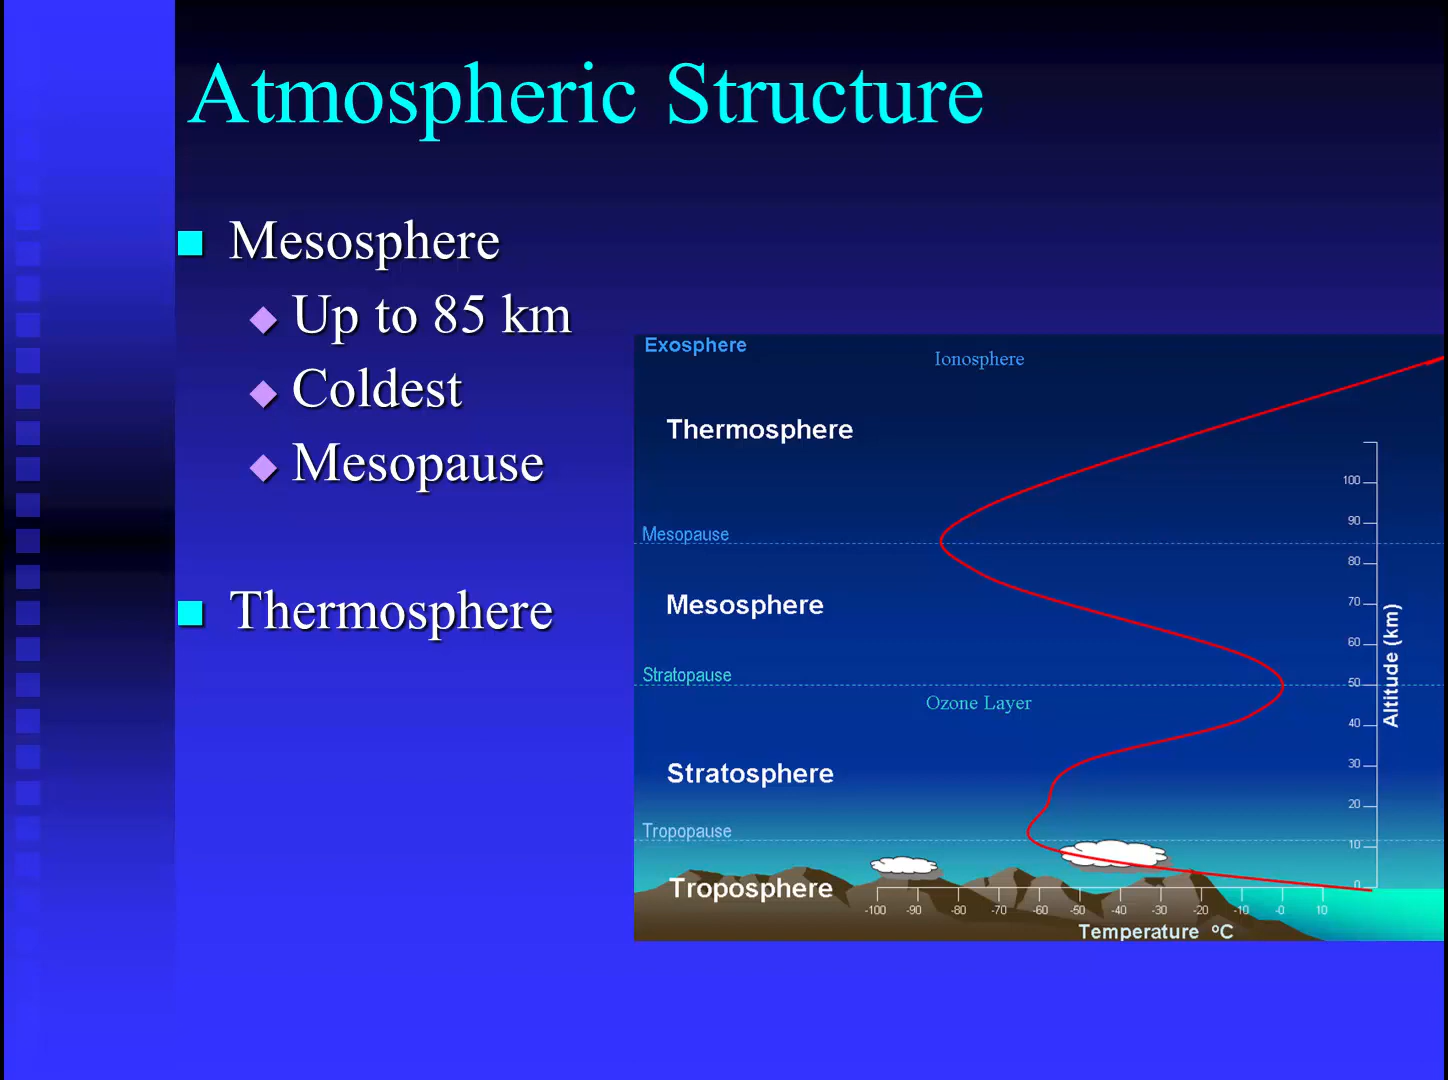 Atmospheric Structure
Mesosphere
Up to 85 km
Coldest
Mesopause
Thermosphere
Exosphere
Ionosphere
Thermosphere
Mesopause
Mesosphere
Stratopause
Ozone Layer
Stratosphere
Tropopause
Troposphere
100
90
80
70
60
50
40
30
20
10
0
Altitude (km)
-100 -90 -80 -70 -60 -50 -40 -30 -20 -10 -0 10
Temperature ºC